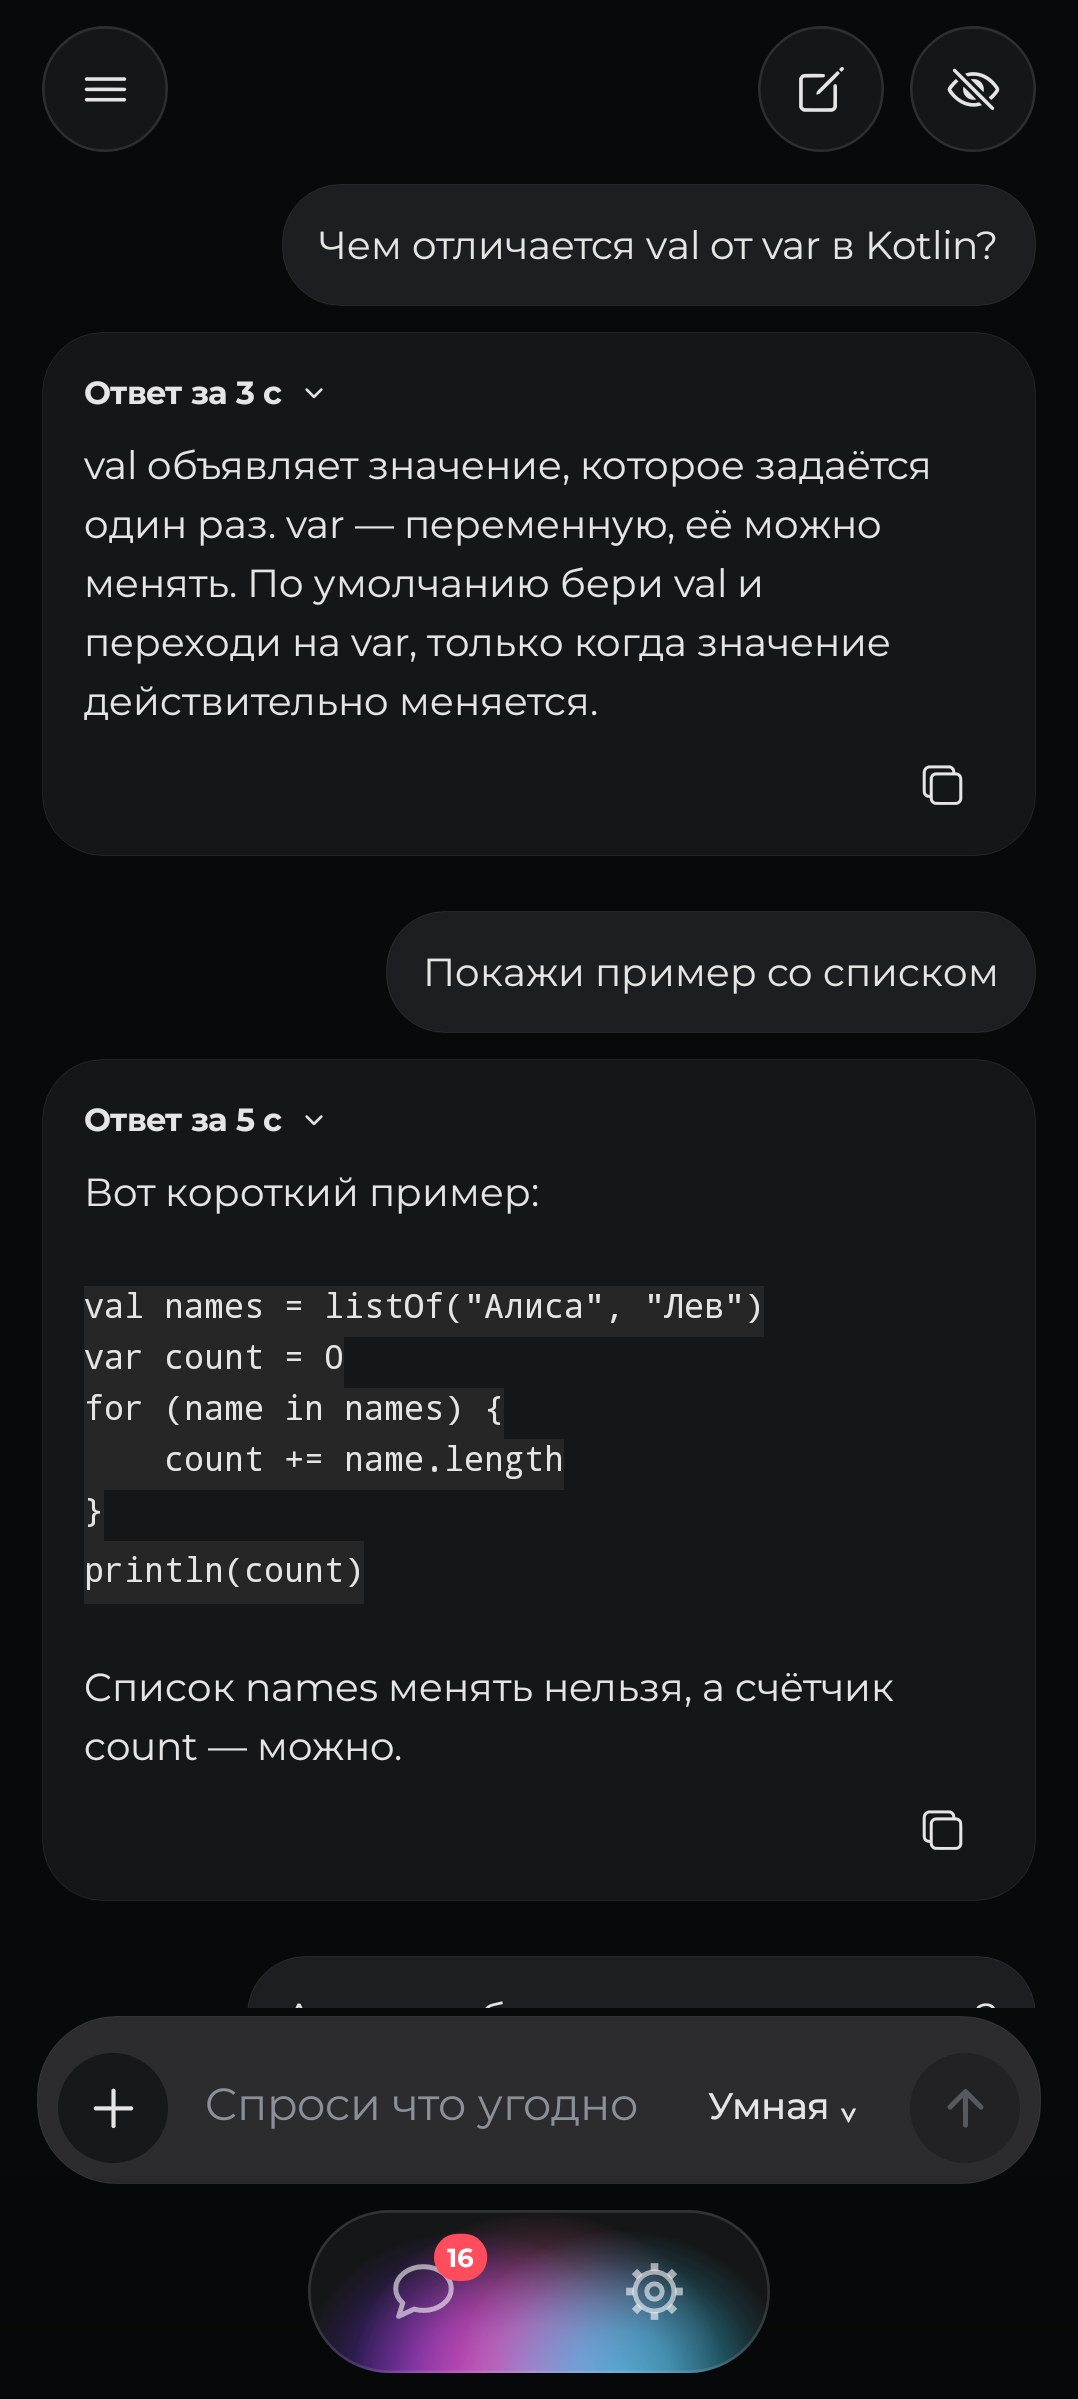 Чем отличается val от var в Kotlin?
Ответ за 3 с
val объявляет значение, которое задаётся
один раз. var — переменную, её можно
менять. По умолчанию бери val и
переходи на var, только когда значение
действительно меняется.
Покажи пример со списком
Ответ за 5 с
Вот короткий пример:
val names = listOf("Алиса", "Лев")
var count = 0
for (name in names) {
    count += name.length
}
println(count)
Список names менять нельзя, а счётчик
count — можно.
Спроси что угодно
Умная
16